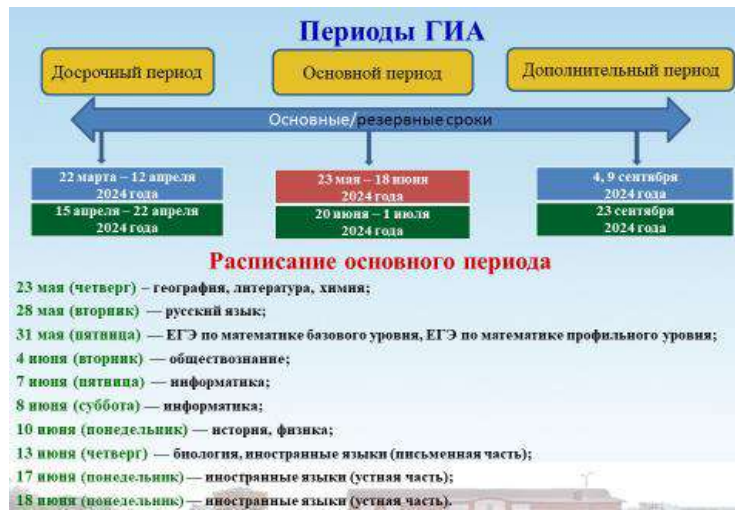 Периоды ГИА
Досрочный период
Основной период
Дополнительный период
Основные/резервные сроки
22 марта – 12 апреля
2024 года
15 апреля – 22 апреля
2024 года
23 мая – 18 июня
2024 года
20 июня – 1 июля
2024 года
4, 9 сентября
2024 года
23 сентября
2024 года
Расписание основного периода
23 мая (четверг) – география, литература, химия;
28 мая (вторник) — русский язык;
31 мая (пятница) — ЕГЭ по математике базового уровня, ЕГЭ по математике профильного уровня;
4 июня (вторник) — обществознание;
7 июня (пятница) — информатика;
8 июня (суббота) — информатика;
10 июня (понедельник) — история, физика;
13 июня (четверг) — биология, иностранные языки (письменная часть);
17 июня (понедельник) — иностранные языки (устная часть);
18 июня (понедельник) — иностранные языки (устная часть).